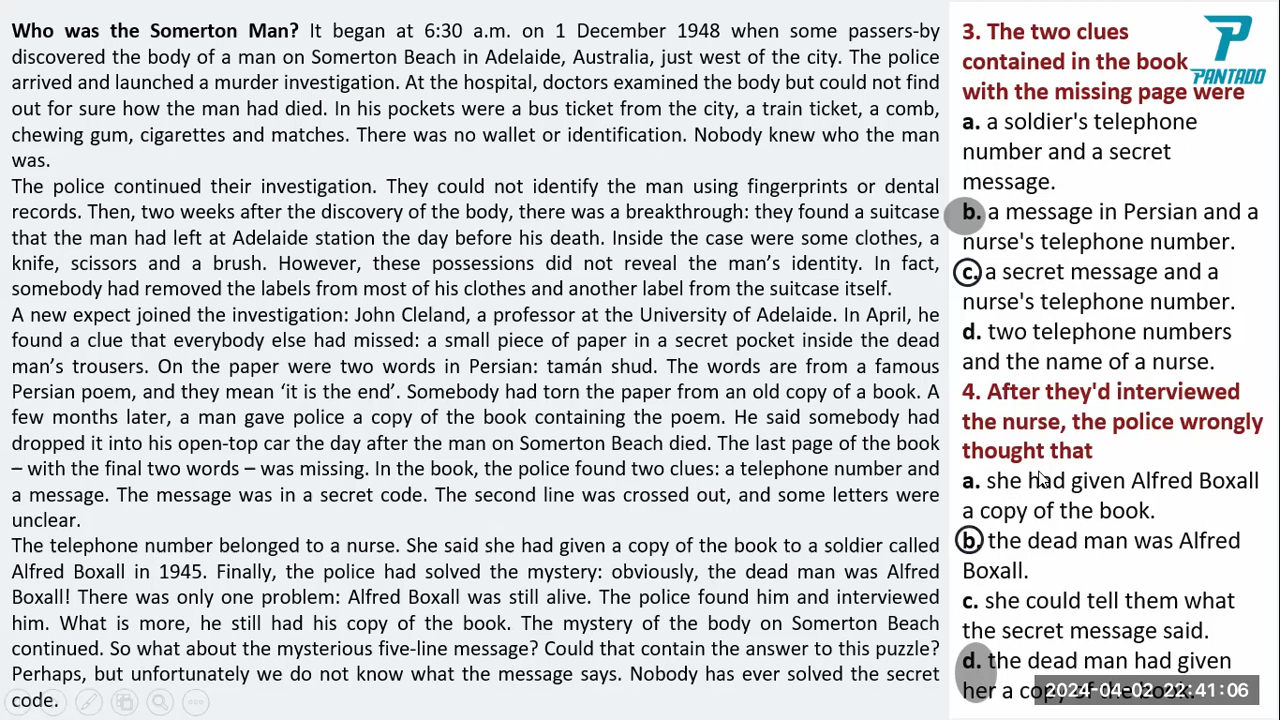 Who was the Somerton Man? It began at 6:30 a.m. on 1 December 1948 when some passers-by
discovered the body of a man on Somerton Beach in Adelaide, Australia, just west of the city. The police
arrived and launched a murder investigation. At the hospital, doctors examined the body but could not find
out for sure how the man had died. In his pockets were a bus ticket from the city, a train ticket, a comb,
chewing gum, cigarettes and matches. There was no wallet or identification. Nobody knew who the man
was.
The police continued their investigation. They could not identify the man using fingerprints or dental
records. Then, two weeks after the discovery of the body, there was a breakthrough: they found a suitcase
that the man had left at Adelaide station the day before his death. Inside the case were some clothes, a
knife, scissors and a brush. However, these possessions did not reveal the man’s identity. In fact,
somebody had removed the labels from most of his clothes and another label from the suitcase itself.
A new expect joined the investigation: John Cleland, a professor at the University of Adelaide. In April, he
found a clue that everybody else had missed: a small piece of paper in a secret pocket inside the dead
man’s trousers. On the paper were two words in Persian: tamán shud. The words are from a famous
Persian poem, and they mean ‘it is the end’. Somebody had torn the paper from an old copy of a book. A
few months later, a man gave police a copy of the book containing the poem. He said somebody had
dropped it into his open-top car the day after the man on Somerton Beach died. The last page of the book
– with the final two words – was missing. In the book, the police found two clues: a telephone number and
a message. The message was in a secret code. The second line was crossed out, and some letters were
unclear.
The telephone number belonged to a nurse. She said she had given a copy of the book to a soldier called
Alfred Boxall in 1945. Finally, the police had solved the mystery: obviously, the dead man was Alfred
Boxall! There was only one problem: Alfred Boxall was still alive. The police found him and interviewed
him. What is more, he still had his copy of the book. The mystery of the body on Somerton Beach
continued. So what about the mysterious five-line message? Could that contain the answer to this puzzle?
Perhaps, but unfortunately we do not know what the message says. Nobody has ever solved the secret
code.
PANTADO
3. The two clues
contained in the book
with the missing page were
a. a soldier's telephone
number and a secret
message.
b. a message in Persian and a
nurse's telephone number.
c. a secret message and a
nurse's telephone number.
d. two telephone numbers
and the name of a nurse.
4. After they'd interviewed
the nurse, the police wrongly
thought that
a. she had given Alfred Boxall
a copy of the book.
b. the dead man was Alfred
Boxall.
c. she could tell them what
the secret message said.
d. the dead man had given
her a copy of the book.
2024-04-02 22:41:06